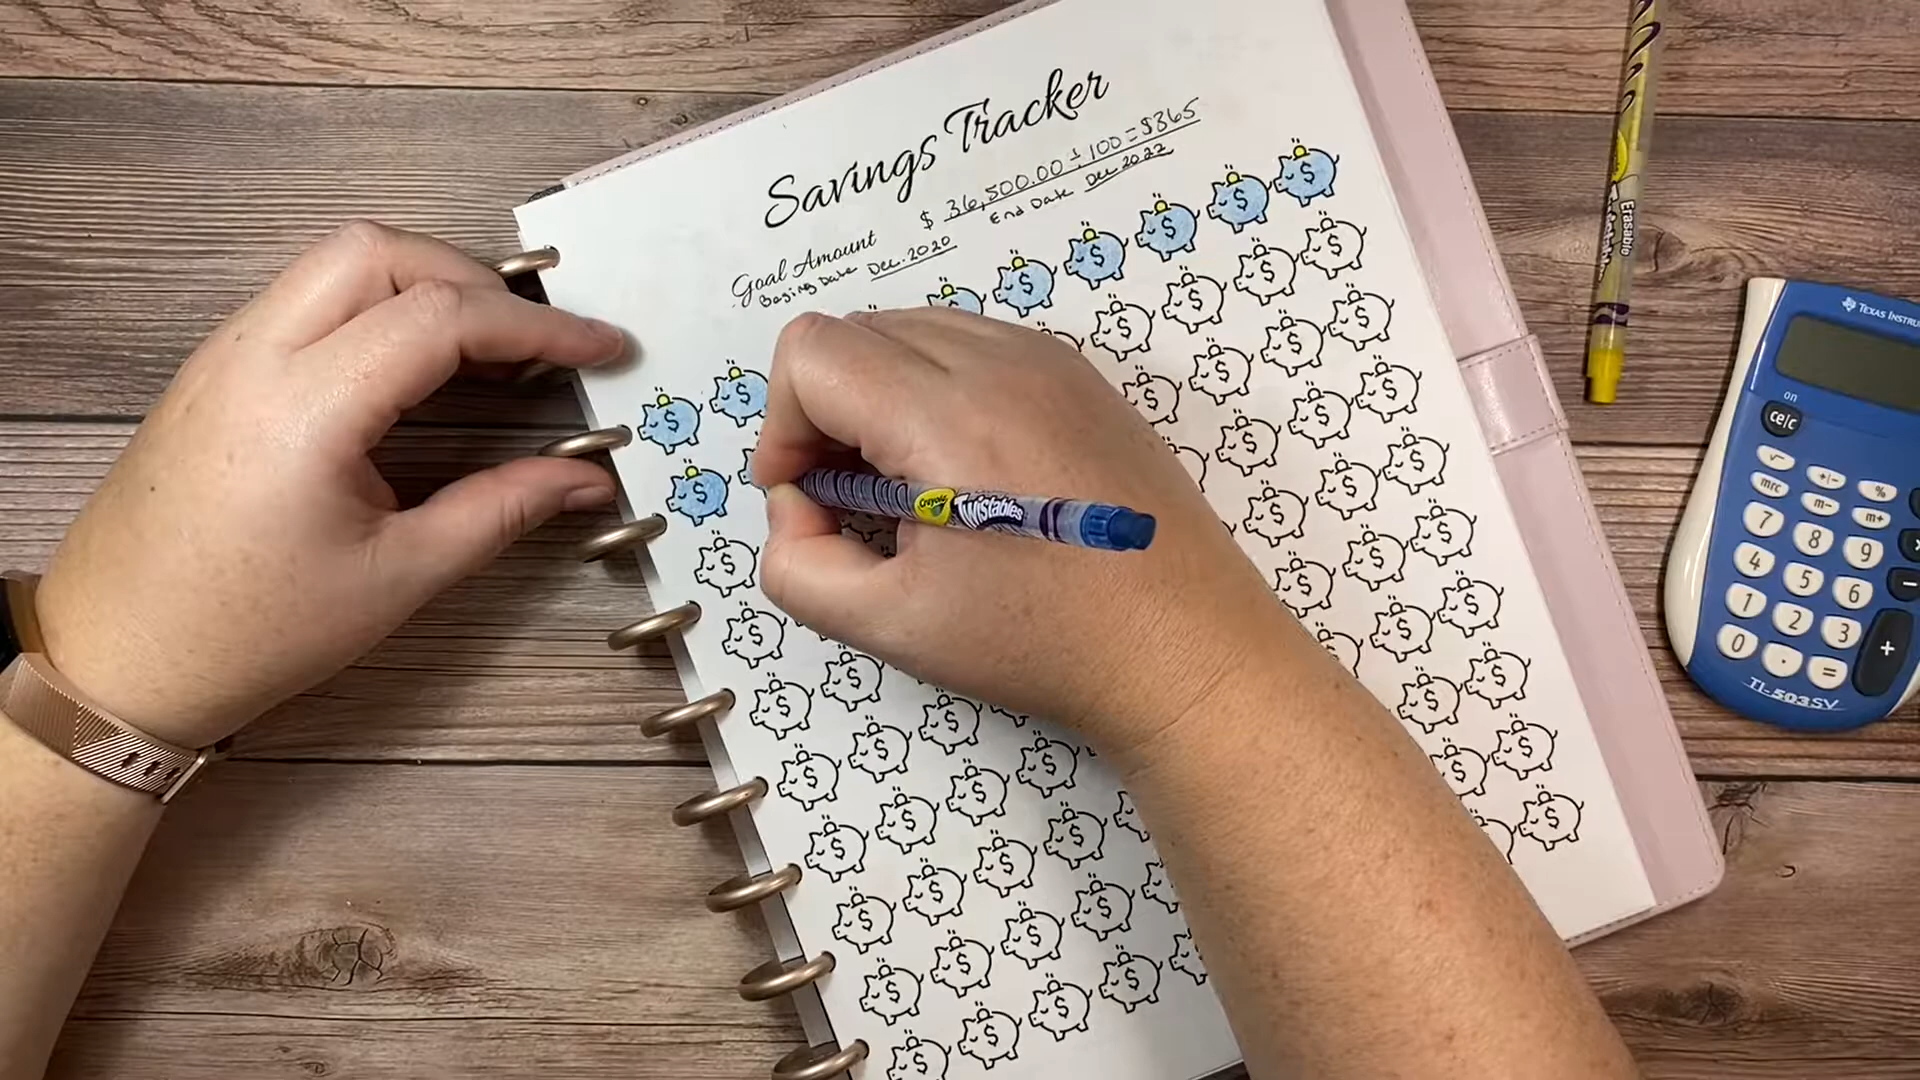 Savings Tracker
Goal Amount $ 36,500.00 ÷ 100 = $365
Beging Date Dec. 2020 End Date Dec. 2022
Crayola Twistables
Erasable
Texas Instru
on
ce/c
√ +/- %
mrc m- m+
7 8 9
4 5 6 −
1 2 3 +
0 . =
TI-503SV